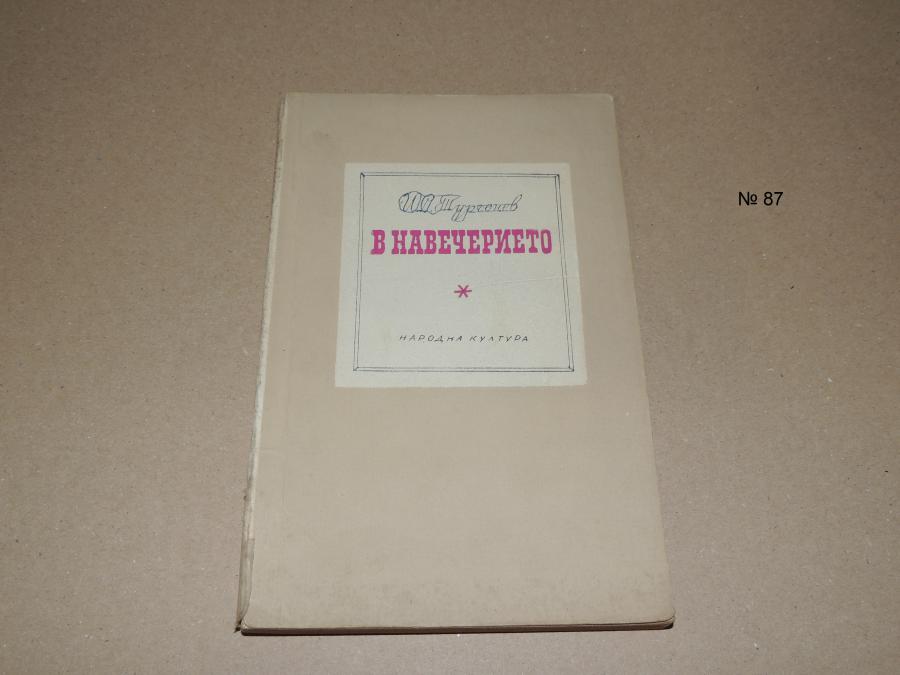 И. С. Тургенев
В НАВЕЧЕРИЕТО
*
НАРОДНА КУЛТУРА
№ 87